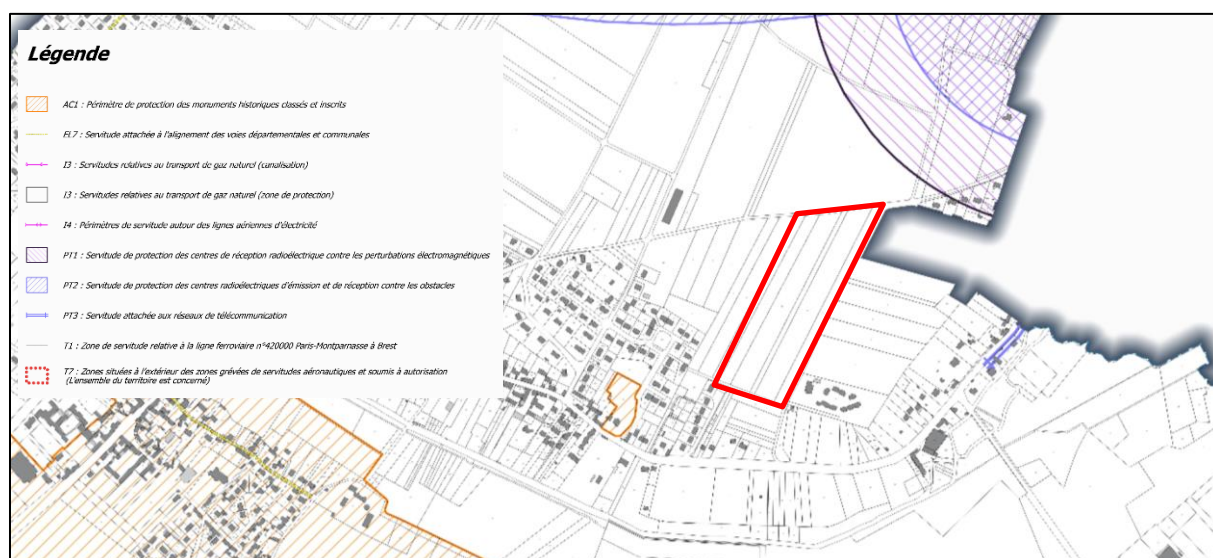 Légende
AC1 : Périmètre de protection des monuments historiques classés et inscrits
EL7 : Servitude attachée à l'alignement des voies départementales et communales
I3 : Servitudes relatives au transport de gaz naturel (canalisation)
I3 : Servitudes relatives au transport de gaz naturel (zone de protection)
I4 : Périmètres de servitude autour des lignes aériennes d'électricité
PT1 : Servitude de protection des centres de réception radioélectrique contre les perturbations électromagnétiques
PT2 : Servitude de protection des centres radioélectriques d'émission et de réception contre les obstacles
PT3 : Servitude attachée aux réseaux de télécommunication
T1 : Zone de servitude relative à la ligne ferroviaire n°420000 Paris-Montparnasse à Brest
T7 : Zones situées à l'extérieur des zones grévées de servitudes aéronautiques et soumis à autorisation
(L'ensemble du territoire est concerné)